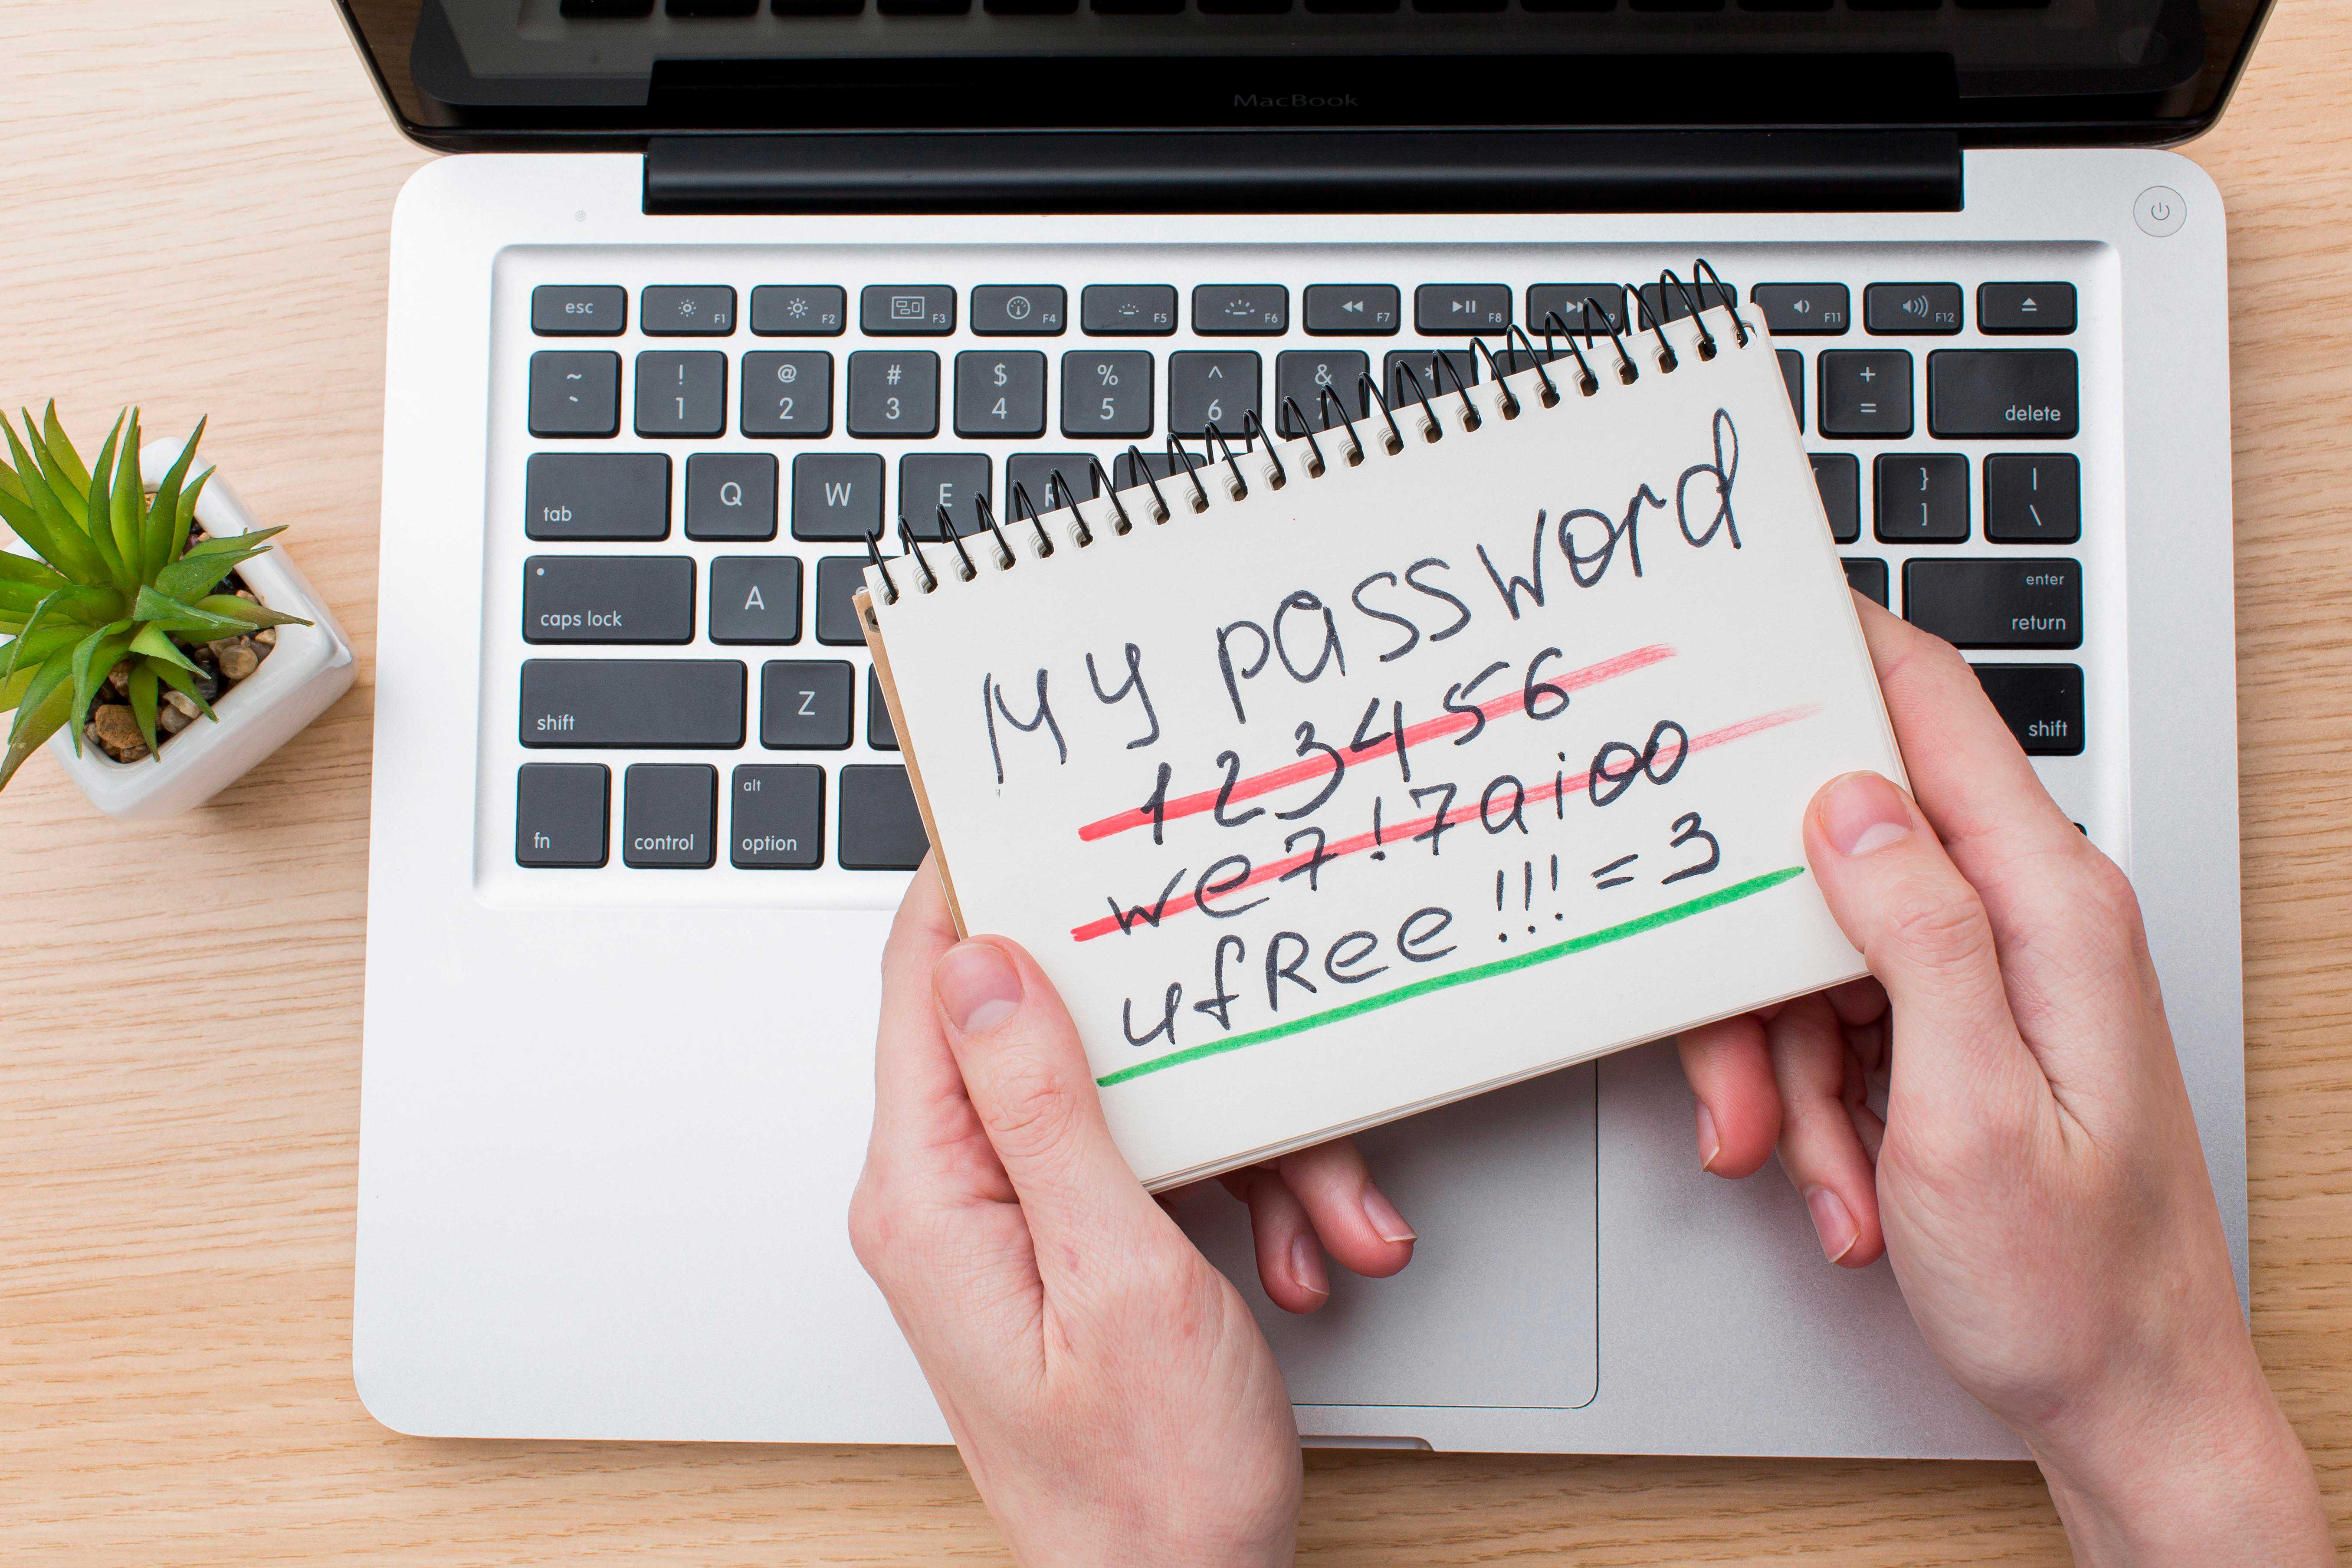 MacBook
esc F1 F2 F3 F4 F5 F6 F7 F8 F9 F11 F12
~ ` ! 1 @ 2 # 3 $ 4 % 5 ^ 6 & * + = delete
tab Q W E R } ] | \
caps lock A enter return
shift Z shift
fn control alt option
My password
123456
we7!7aioo
ufRee!!!=3